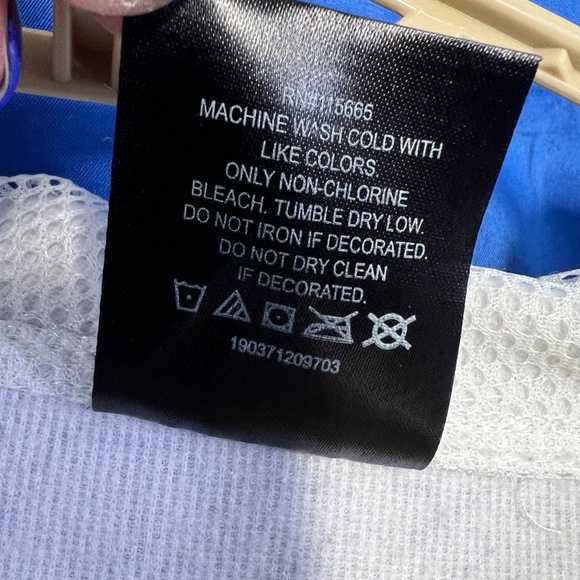 RN#115665
MACHINE WASH COLD WITH
LIKE COLORS
ONLY NON-CHLORINE
BLEACH. TUMBLE DRY LOW.
DO NOT IRON IF DECORATED.
DO NOT DRY CLEAN
IF DECORATED.
190371209703